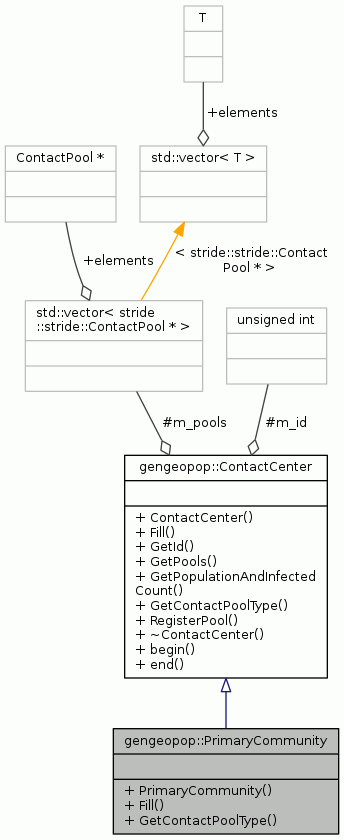 T
+elements
ContactPool *
std::vector< T >
+elements
< stride::stride::Contact
Pool * >
std::vector< stride
::stride::ContactPool * >
unsigned int
#m_pools
#m_id
gengeopop::ContactCenter
+ ContactCenter()
+ Fill()
+ GetId()
+ GetPools()
+ GetPopulationAndInfected
Count()
+ GetContactPoolType()
+ RegisterPool()
+ ~ContactCenter()
+ begin()
+ end()
gengeopop::PrimaryCommunity
+ PrimaryCommunity()
+ Fill()
+ GetContactPoolType()